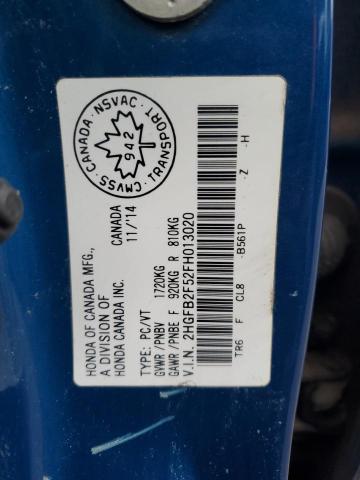 HONDA OF CANADA MFG.,
A DIVISION OF
HONDA CANADA INC.
CANADA
11/'14
CMVSS CANADA · NSVAC ·
942
TRANSPORT
TYPE: PC/VT
GVWR /PNBV 1720KG
GAWR /PNBE F 920KG R 810KG
V.I.N. 2HGFB2F52FH013020
TR6 F CL8 -B561P -Z -H